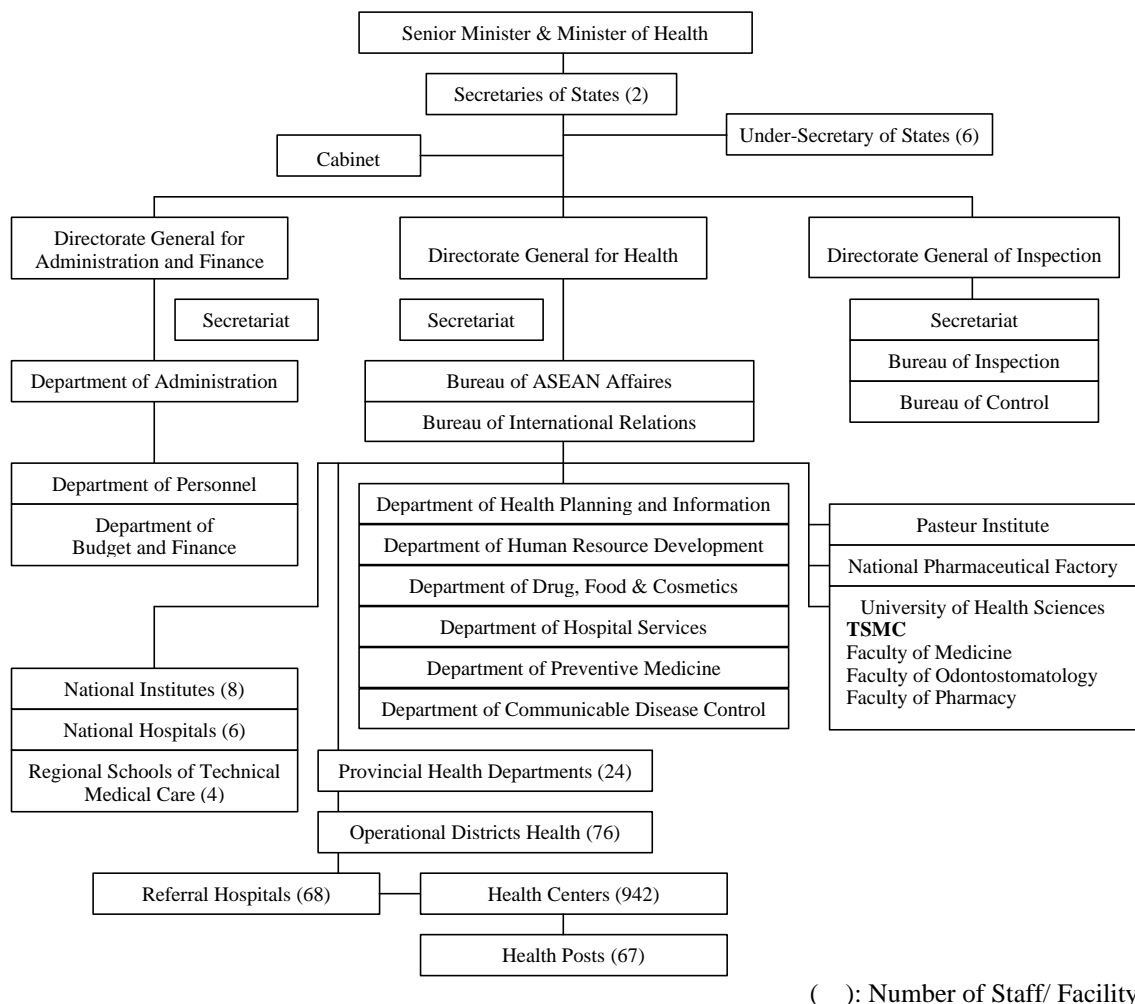 Senior Minister & Minister of Health
Secretaries of States (2)
Under-Secretary of States (6)
Cabinet
Directorate General for
Administration and Finance
Directorate General for Health
Directorate General of Inspection
Secretariat
Secretariat
Secretariat
Bureau of Inspection
Bureau of Control
Department of Administration
Bureau of ASEAN Affaires
Bureau of International Relations
Department of Personnel
Department of
Budget and Finance
Department of Health Planning and Information
Department of Human Resource Development
Department of Drug, Food & Cosmetics
Department of Hospital Services
Department of Preventive Medicine
Department of Communicable Disease Control
Pasteur Institute
National Pharmaceutical Factory
University of Health Sciences
TSMC
Faculty of Medicine
Faculty of Odontostomatology
Faculty of Pharmacy
National Institutes (8)
National Hospitals (6)
Regional Schools of Technical
Medical Care (4)
Provincial Health Departments (24)
Operational Districts Health (76)
Referral Hospitals (68)
Health Centers (942)
Health Posts (67)
( ): Number of Staff/ Facility